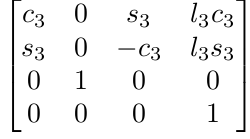 c₃ 0 s₃ l₃c₃
s₃ 0 −c₃ l₃s₃
0 1 0 0
0 0 0 1